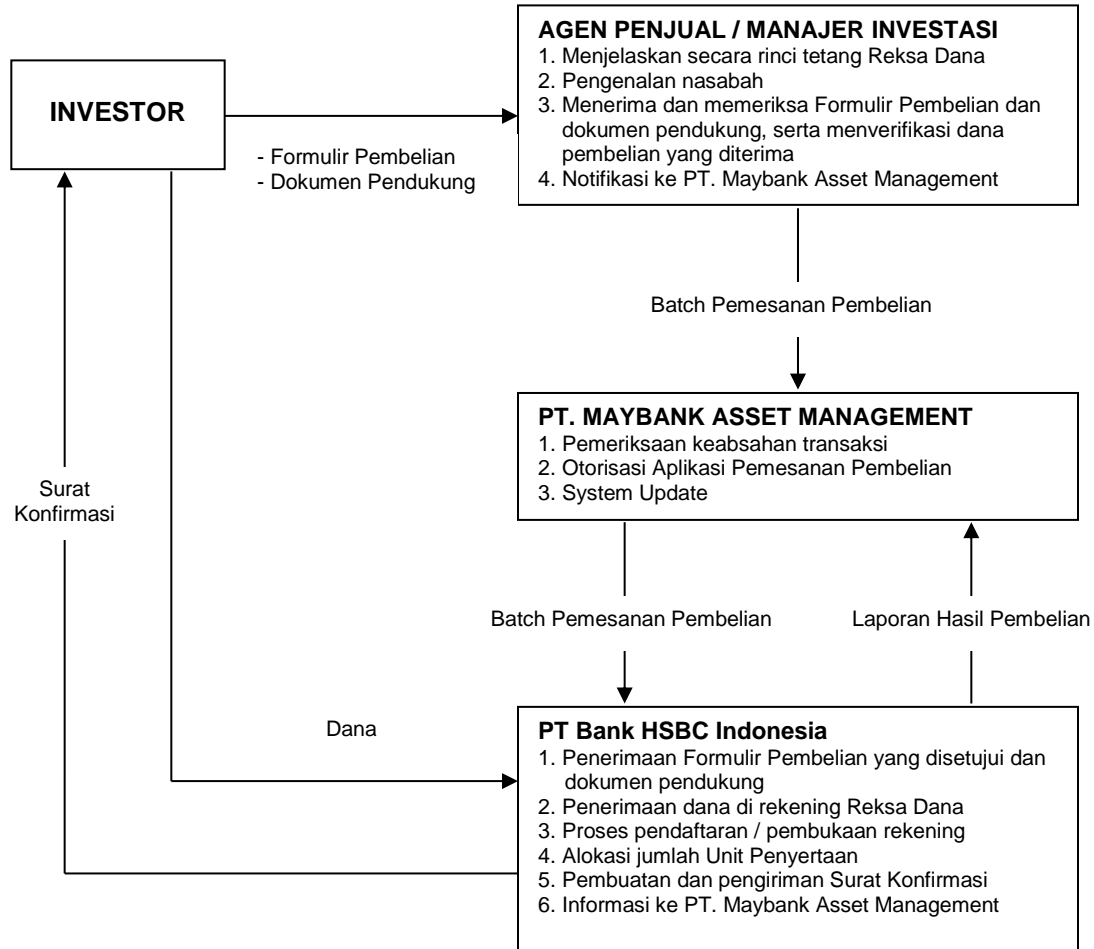 AGEN PENJUAL / MANAJER INVESTASI
1. Menjelaskan secara rinci tetang Reksa Dana
2. Pengenalan nasabah
3. Menerima dan memeriksa Formulir Pembelian dan
dokumen pendukung, serta menverifikasi dana
pembelian yang diterima
4. Notifikasi ke PT. Maybank Asset Management
INVESTOR
- Formulir Pembelian
- Dokumen Pendukung
Batch Pemesanan Pembelian
PT. MAYBANK ASSET MANAGEMENT
1. Pemeriksaan keabsahan transaksi
2. Otorisasi Aplikasi Pemesanan Pembelian
3. System Update
Surat
Konfirmasi
Batch Pemesanan Pembelian
Laporan Hasil Pembelian
Dana
PT Bank HSBC Indonesia
1. Penerimaan Formulir Pembelian yang disetujui dan
dokumen pendukung
2. Penerimaan dana di rekening Reksa Dana
3. Proses pendaftaran / pembukaan rekening
4. Alokasi jumlah Unit Penyertaan
5. Pembuatan dan pengiriman Surat Konfirmasi
6. Informasi ke PT. Maybank Asset Management